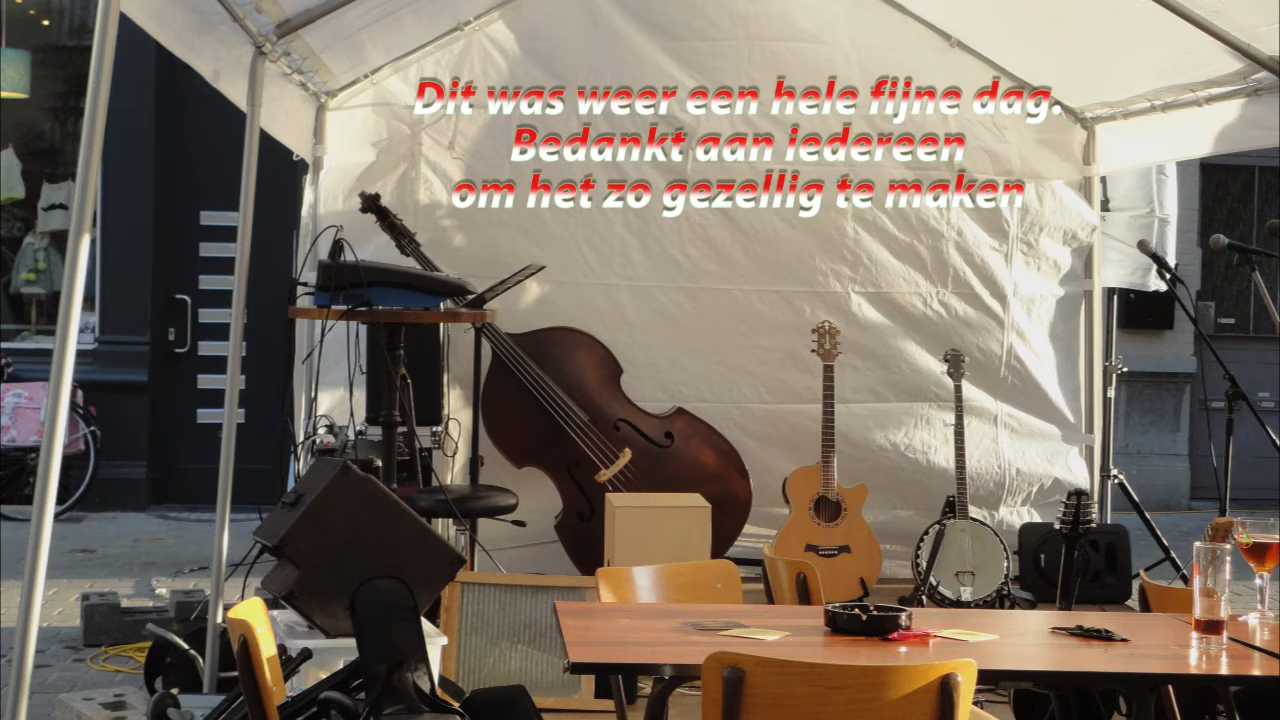 Dit was weer een hele fijne dag.
Bedankt aan iedereen
om het zo gezellig te maken